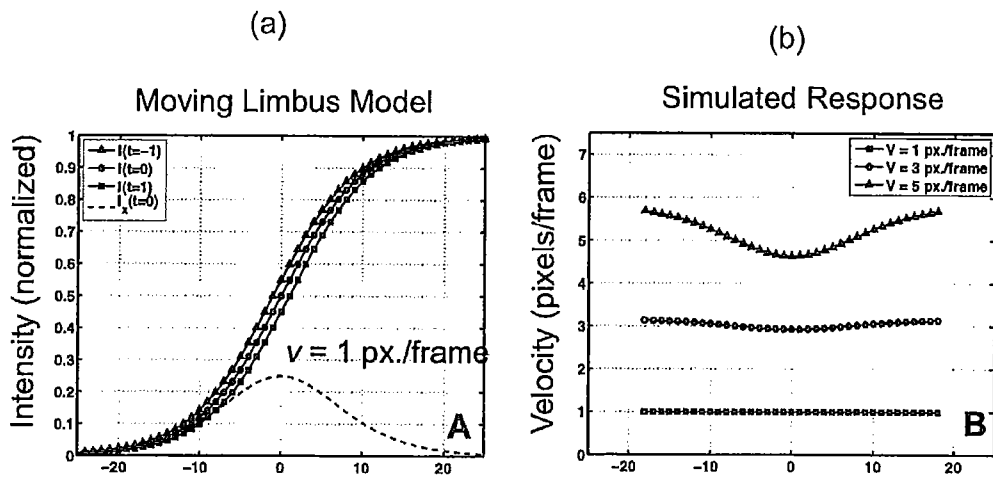 (a)
Moving Limbus Model
Intensity (normalized)
1
0.9
0.8
0.7
0.6
0.5
0.4
0.3
0.2
0.1
0
I(t=−1)
I(t=0)
I(t=1)
I_x(t=0)
v = 1 px./frame
A
−20
−10
0
10
20
(b)
Simulated Response
Velocity (pixels/frame)
7
6
5
4
3
2
1
0
V = 1 px./frame
V = 3 px./frame
V = 5 px./frame
B
−20
−10
0
10
20